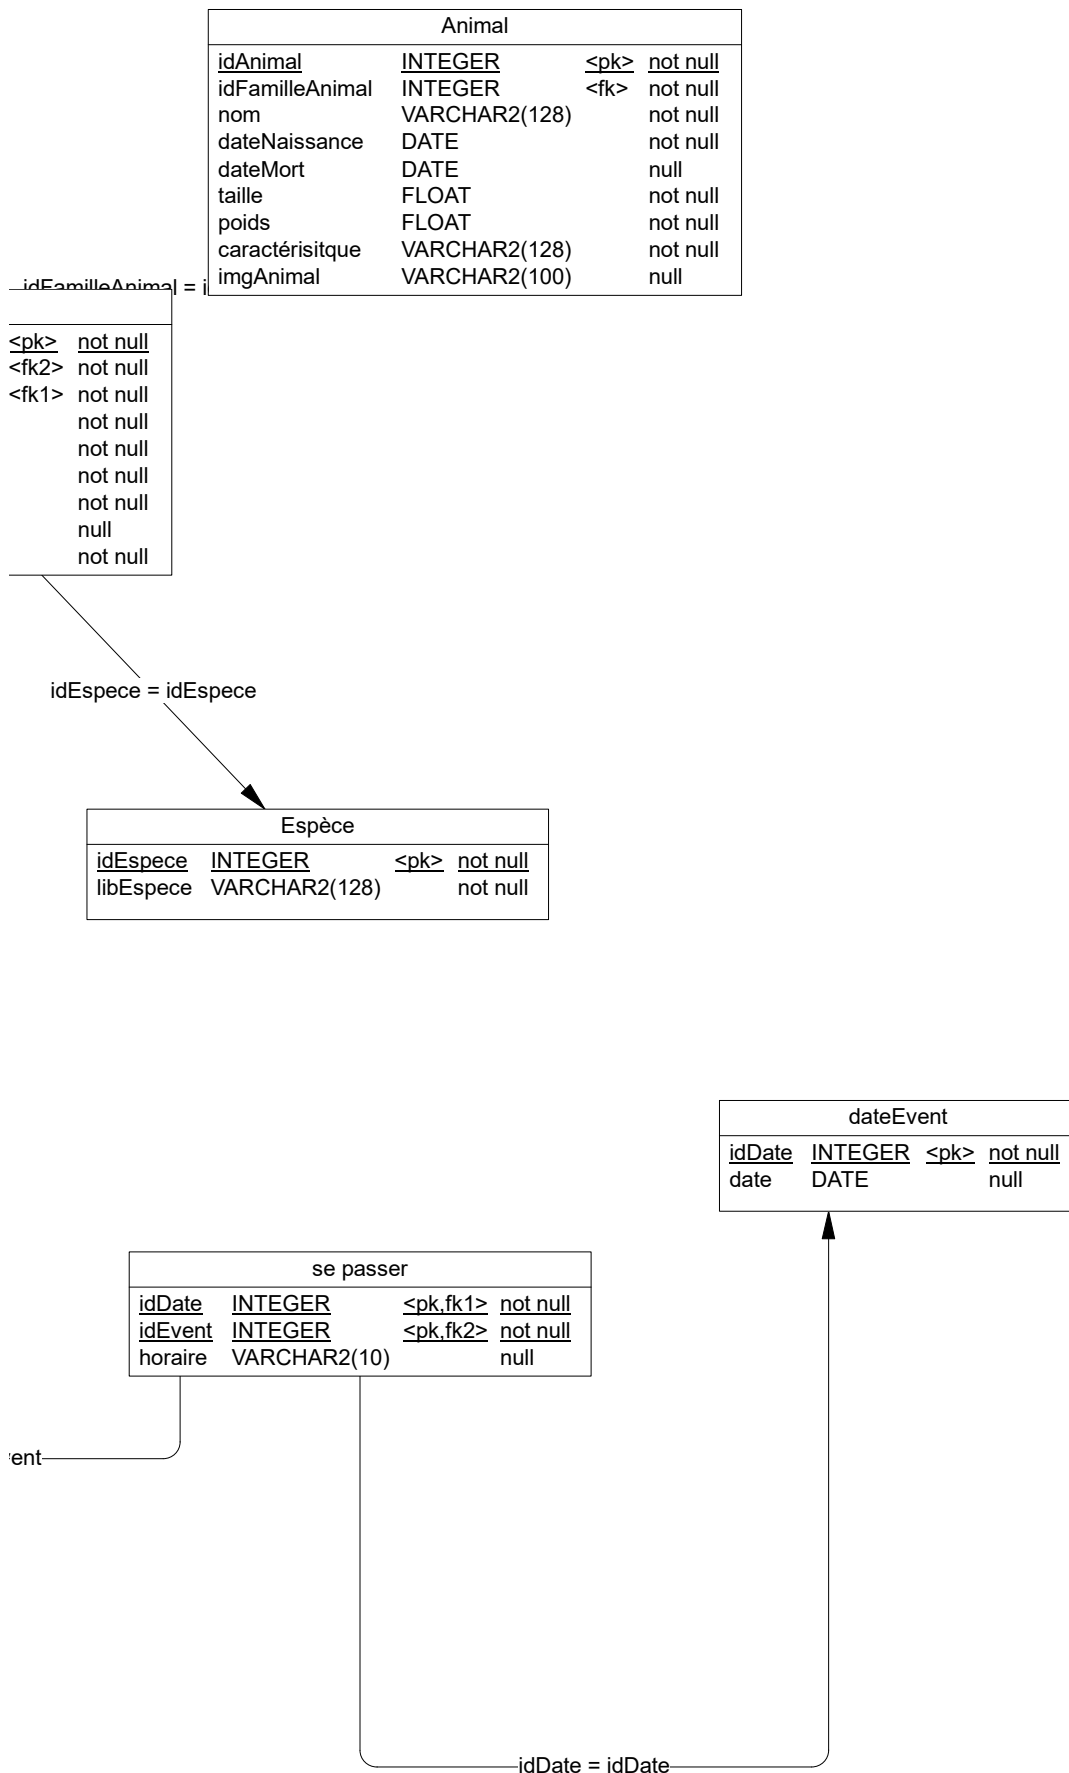 Animal
idAnimal INTEGER <pk> not null
idFamilleAnimal INTEGER <fk> not null
nom VARCHAR2(128) not null
dateNaissance DATE not null
dateMort DATE null
taille FLOAT not null
poids FLOAT not null
caractérisitque VARCHAR2(128) not null
imgAnimal VARCHAR2(100) null
idFamilleAnimal = i
<pk> not null
<fk2> not null
<fk1> not null
not null
not null
not null
not null
null
not null
idEspece = idEspece
Espèce
idEspece INTEGER <pk> not null
libEspece VARCHAR2(128) not null
dateEvent
idDate INTEGER <pk> not null
date DATE null
se passer
idDate INTEGER <pk,fk1> not null
idEvent INTEGER <pk,fk2> not null
horaire VARCHAR2(10) null
ent
idDate = idDate